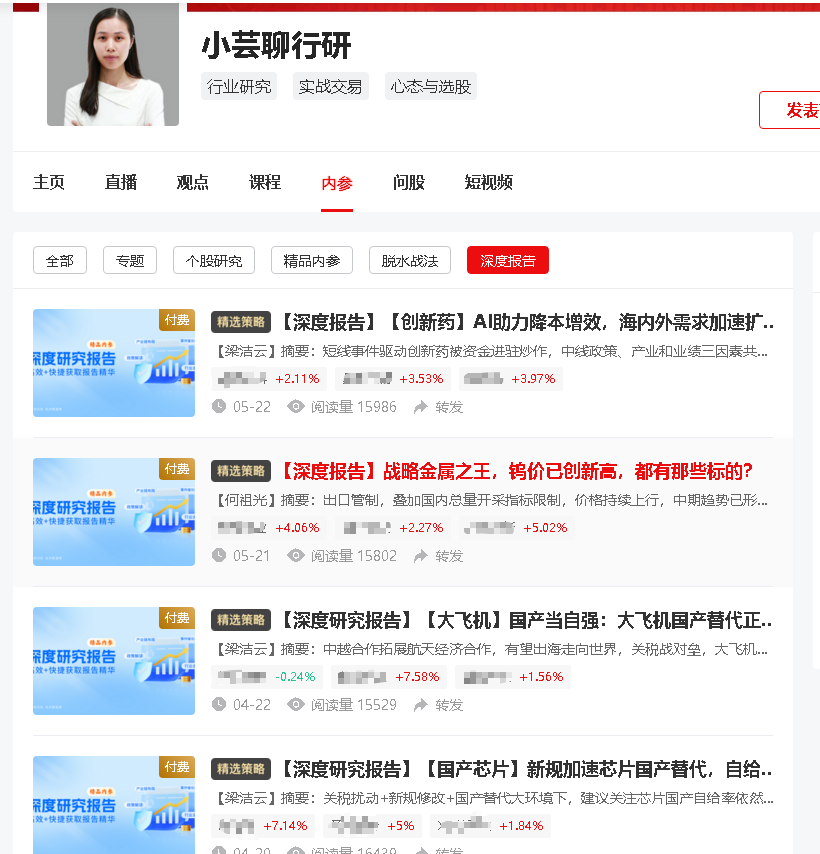 小芸聊行研
行业研究 实战交易 心态与选股
发表
主页 直播 观点 课程 内参 问股 短视频
全部 专题 个股研究 精品内参 脱水战法 深度报告
付费
精品内参
深度研究报告
高效+快捷获取报告精华
精选策略 【深度报告】【创新药】AI助力降本增效，海内外需求加速扩...
【梁洁云】摘要：短线事件驱动创新药被资金进驻炒作，中线政策、产业和业绩三因素共...
+2.11% +3.53% +3.97%
05-22 阅读量 15986 转发
付费
精品内参
深度研究报告
高效+快捷获取报告精华
精选策略 【深度报告】战略金属之王，钨价已创新高，都有那些标的?
【何祖光】摘要：出口管制，叠加国内总量开采指标限制，价格持续上行，中期趋势已形...
+4.06% +2.27% +5.02%
05-21 阅读量 15802 转发
付费
精品内参
深度研究报告
高效+快捷获取报告精华
精选策略 【深度研究报告】【大飞机】国产当自强：大飞机国产替代正...
【梁洁云】摘要：中越合作拓展航天经济合作，有望出海走向世界，关税战对垒，大飞机...
-0.24% +7.58% +1.56%
04-22 阅读量 15529 转发
付费
精品内参
深度研究报告
高效+快捷获取报告精华
精选策略 【深度研究报告】【国产芯片】新规加速芯片国产替代，自给...
【梁洁云】摘要：关税扰动+新规修改+国产替代大环境下，建议关注芯片国产自给率依然...
+7.14% +5% +1.84%
04-20 阅读量 16439 转发